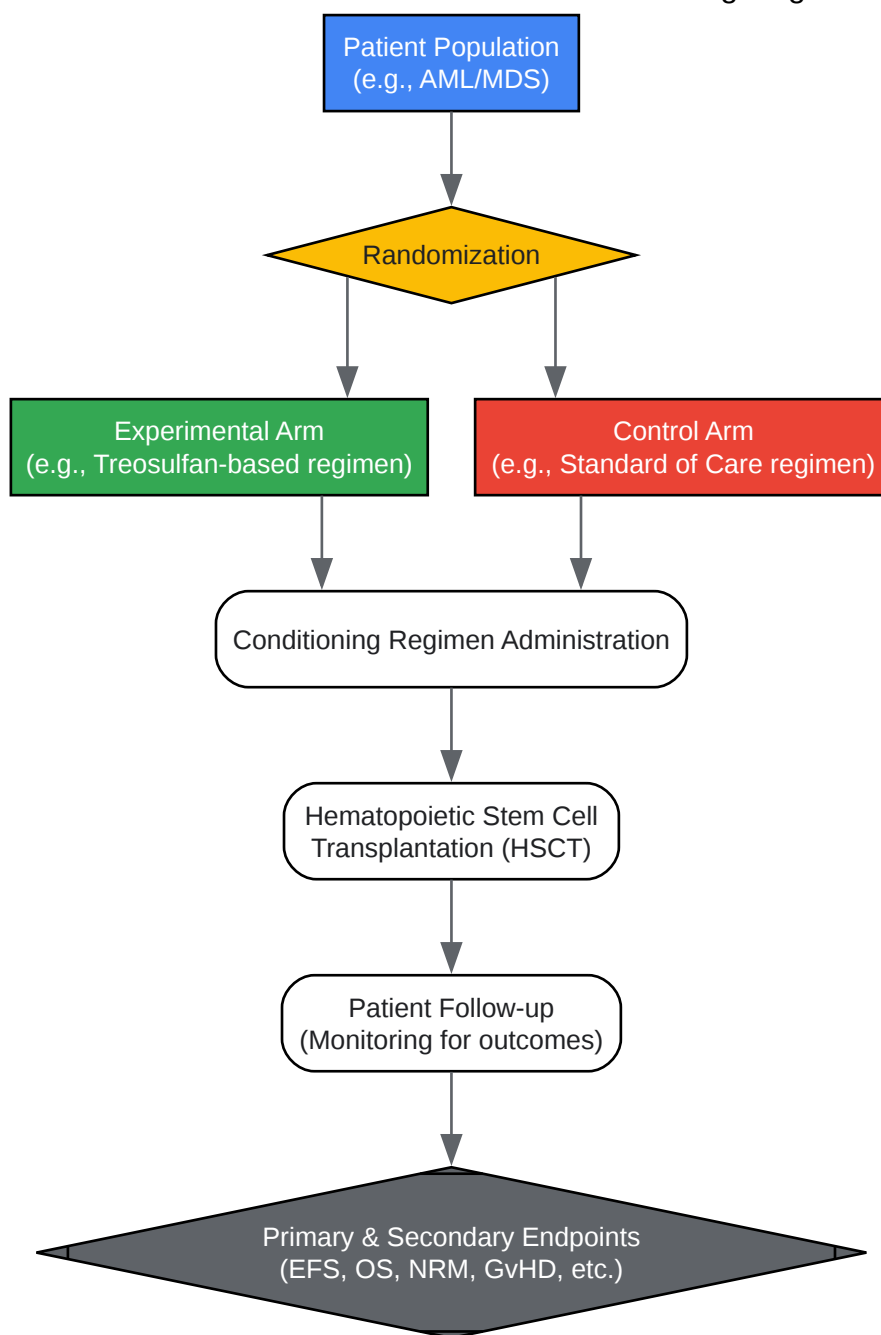 Patient Population
(e.g., AML/MDS)
Randomization
Experimental Arm
(e.g., Treosulfan-based regimen)
Control Arm
(e.g., Standard of Care regimen)
Conditioning Regimen Administration
Hematopoietic Stem Cell
Transplantation (HSCT)
Patient Follow-up
(Monitoring for outcomes)
Primary & Secondary Endpoints
(EFS, OS, NRM, GvHD, etc.)